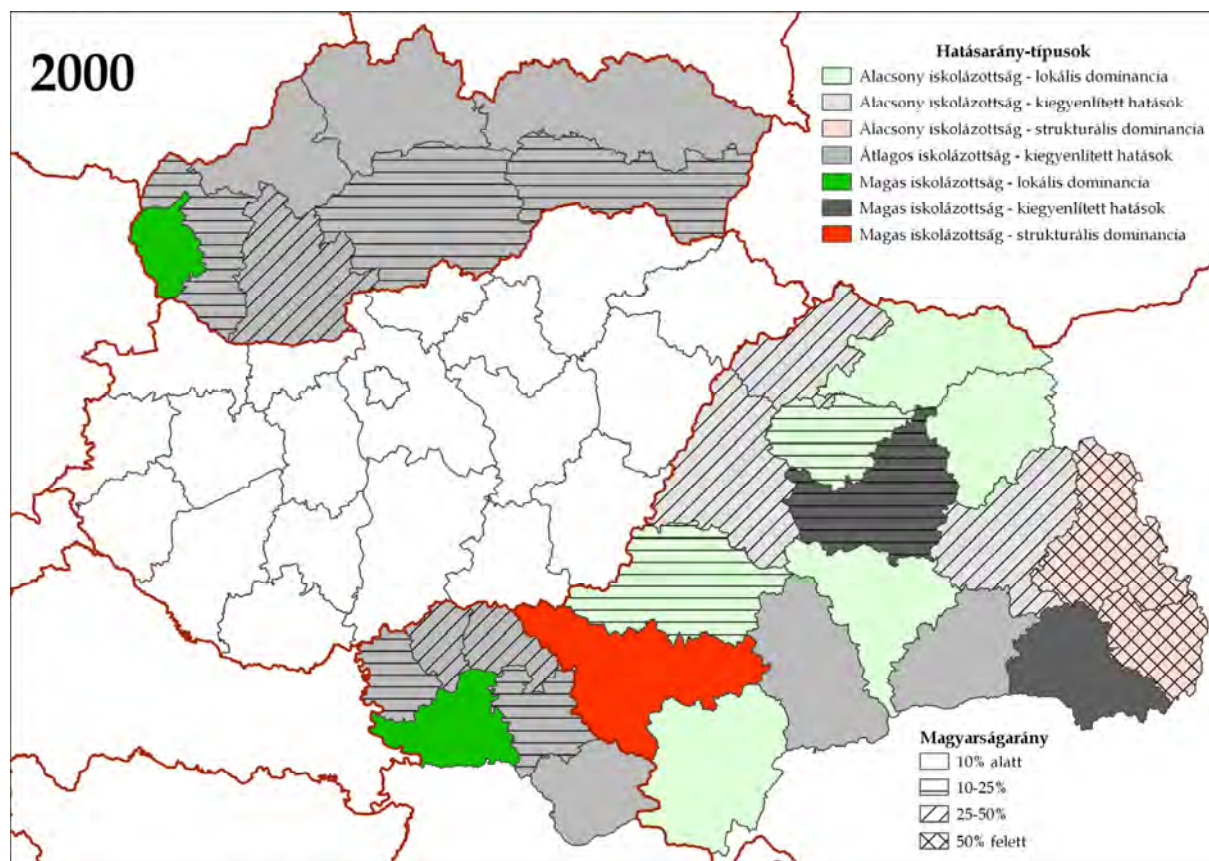 2000
Hatásarány-típusok
Alacsony iskolázottság - lokális dominancia
Alacsony iskolázottság - kiegyenlített hatások
Alacsony iskolázottság - strukturális dominancia
Átlagos iskolázottság - kiegyenlített hatások
Magas iskolázottság - lokális dominancia
Magas iskolázottság - kiegyenlített hatások
Magas iskolázottság - strukturális dominancia
Magyarságarány
10% alatt
10-25%
25-50%
50% felett